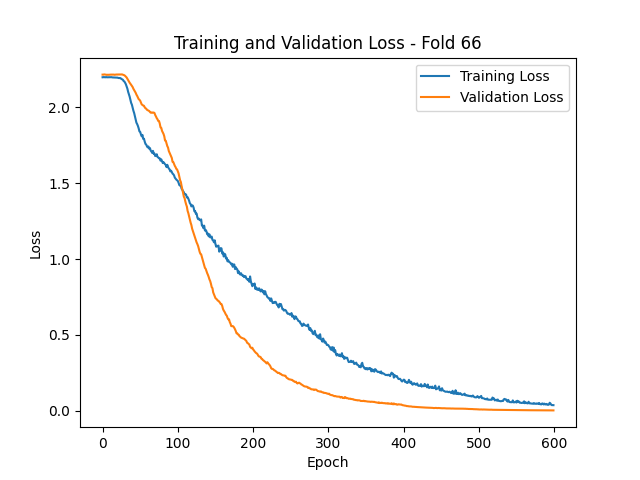 Training and Validation Loss - Fold 66
Training Loss
Validation Loss
2.0
1.5
1.0
0.5
0.0
Loss
0 100 200 300 400 500 600
Epoch